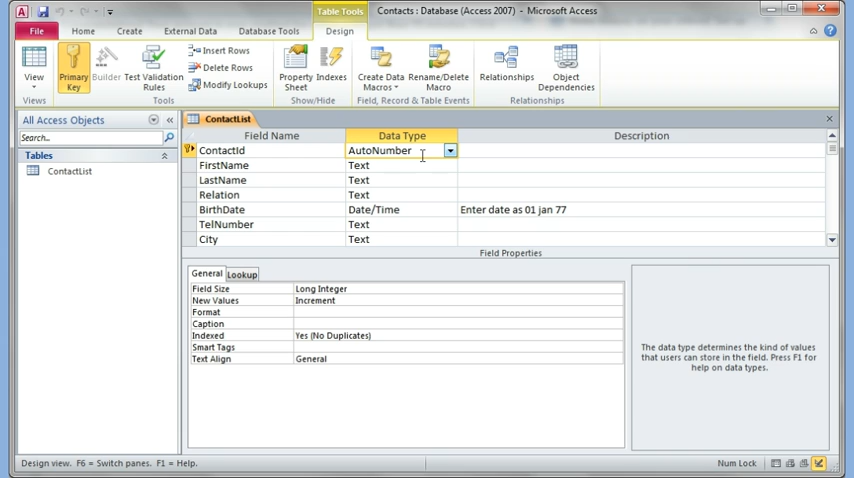 Table Tools
Contacts : Database (Access 2007) - Microsoft Access
File
Home
Create
External Data
Database Tools
Design
View
Primary Key
Builder
Test Validation Rules
Insert Rows
Delete Rows
Modify Lookups
Property Sheet
Indexes
Create Data Macros
Rename/Delete Macro
Relationships
Object Dependencies
Views
Tools
Show/Hide
Field, Record & Table Events
Relationships
All Access Objects
Search...
Tables
ContactList
ContactList
Field Name Data Type Description
ContactId AutoNumber
FirstName Text
LastName Text
Relation Text
BirthDate Date/Time Enter date as 01 jan 77
TelNumber Text
City Text
Field Properties
General Lookup
Field Size Long Integer
New Values Increment
Format
Caption
Indexed Yes (No Duplicates)
Smart Tags
Text Align General
The data type determines the kind of values
that users can store in the field. Press F1 for
help on data types.
Design view. F6 = Switch panes. F1 = Help.
Num Lock